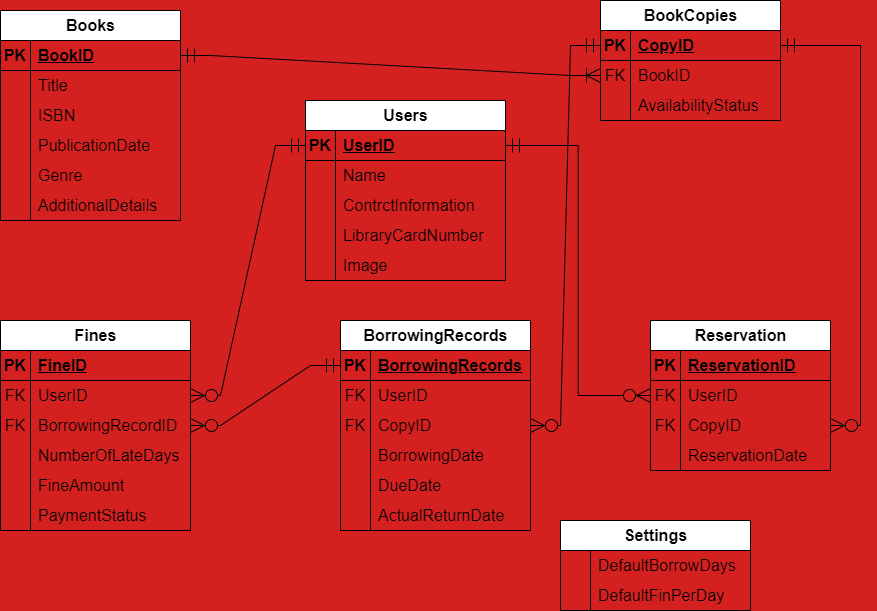 Books
PK BookID
Title
ISBN
PublicationDate
Genre
AdditionalDetails
BookCopies
PK CopyID
FK BookID
AvailabilityStatus
Users
PK UserID
Name
ContrctInformation
LibraryCardNumber
Image
Fines
PK FineID
FK UserID
FK BorrowingRecordID
NumberOfLateDays
FineAmount
PaymentStatus
BorrowingRecords
PK BorrowingRecords
FK UserID
FK CopyID
BorrowingDate
DueDate
ActualReturnDate
Reservation
PK ReservationID
FK UserID
FK CopyID
ReservationDate
Settings
DefaultBorrowDays
DefaultFinPerDay